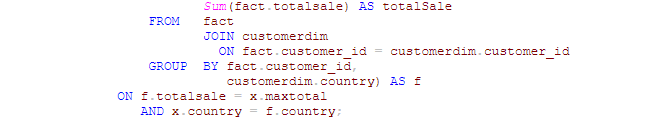 Sum(fact.totalsale) AS totalSale
FROM fact
JOIN customerdim
ON fact.customer_id = customerdim.customer_id
GROUP BY fact.customer_id,
customerdim.country) AS f
ON f.totalsale = x.maxtotal
AND x.country = f.country;